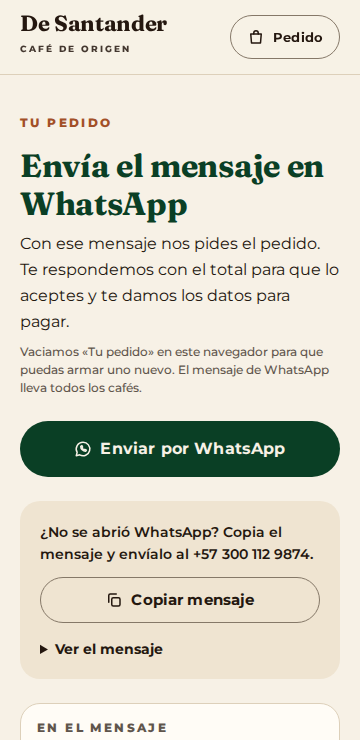 De Santander
CAFÉ DE ORIGEN
Pedido
TU PEDIDO
Envía el mensaje en
WhatsApp
Con ese mensaje nos pides el pedido.
Te respondemos con el total para que lo
aceptes y te damos los datos para
pagar.
Vaciamos «Tu pedido» en este navegador para que
puedas armar uno nuevo. El mensaje de WhatsApp
lleva todos los cafés.
Enviar por WhatsApp
¿No se abrió WhatsApp? Copia el
mensaje y envíalo al +57 300 112 9874.
Copiar mensaje
Ver el mensaje
EN EL MENSAJE